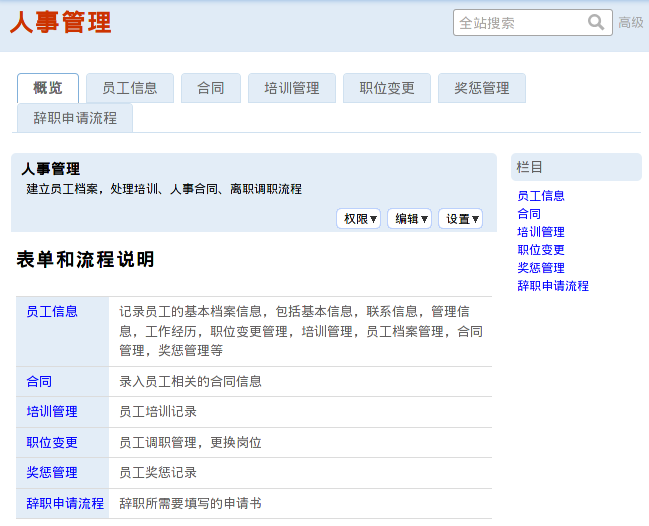 人事管理
全站搜索
高级
概览
员工信息
合同
培训管理
职位变更
奖惩管理
辞职申请流程
人事管理
建立员工档案，处理培训、人事合同、离职调职流程
权限▼
编辑▼
设置▼
表单和流程说明
员工信息
记录员工的基本档案信息，包括基本信息，联系信息，管理信
息，工作经历，职位变更管理，培训管理，员工档案管理，合同
管理，奖惩管理等
合同
录入员工相关的合同信息
培训管理
员工培训记录
职位变更
员工调职管理，更换岗位
奖惩管理
员工奖惩记录
辞职申请流程
辞职所需要填写的申请书
栏目
员工信息
合同
培训管理
职位变更
奖惩管理
辞职申请流程